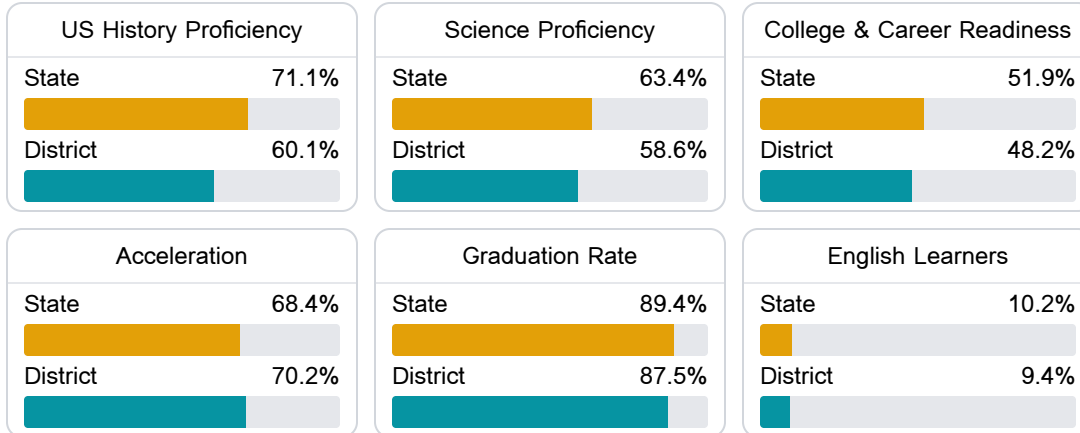 US History Proficiency
State 71.1%
District 60.1%
Science Proficiency
State 63.4%
District 58.6%
College & Career Readiness
State 51.9%
District 48.2%
Acceleration
State 68.4%
District 70.2%
Graduation Rate
State 89.4%
District 87.5%
English Learners
State 10.2%
District 9.4%